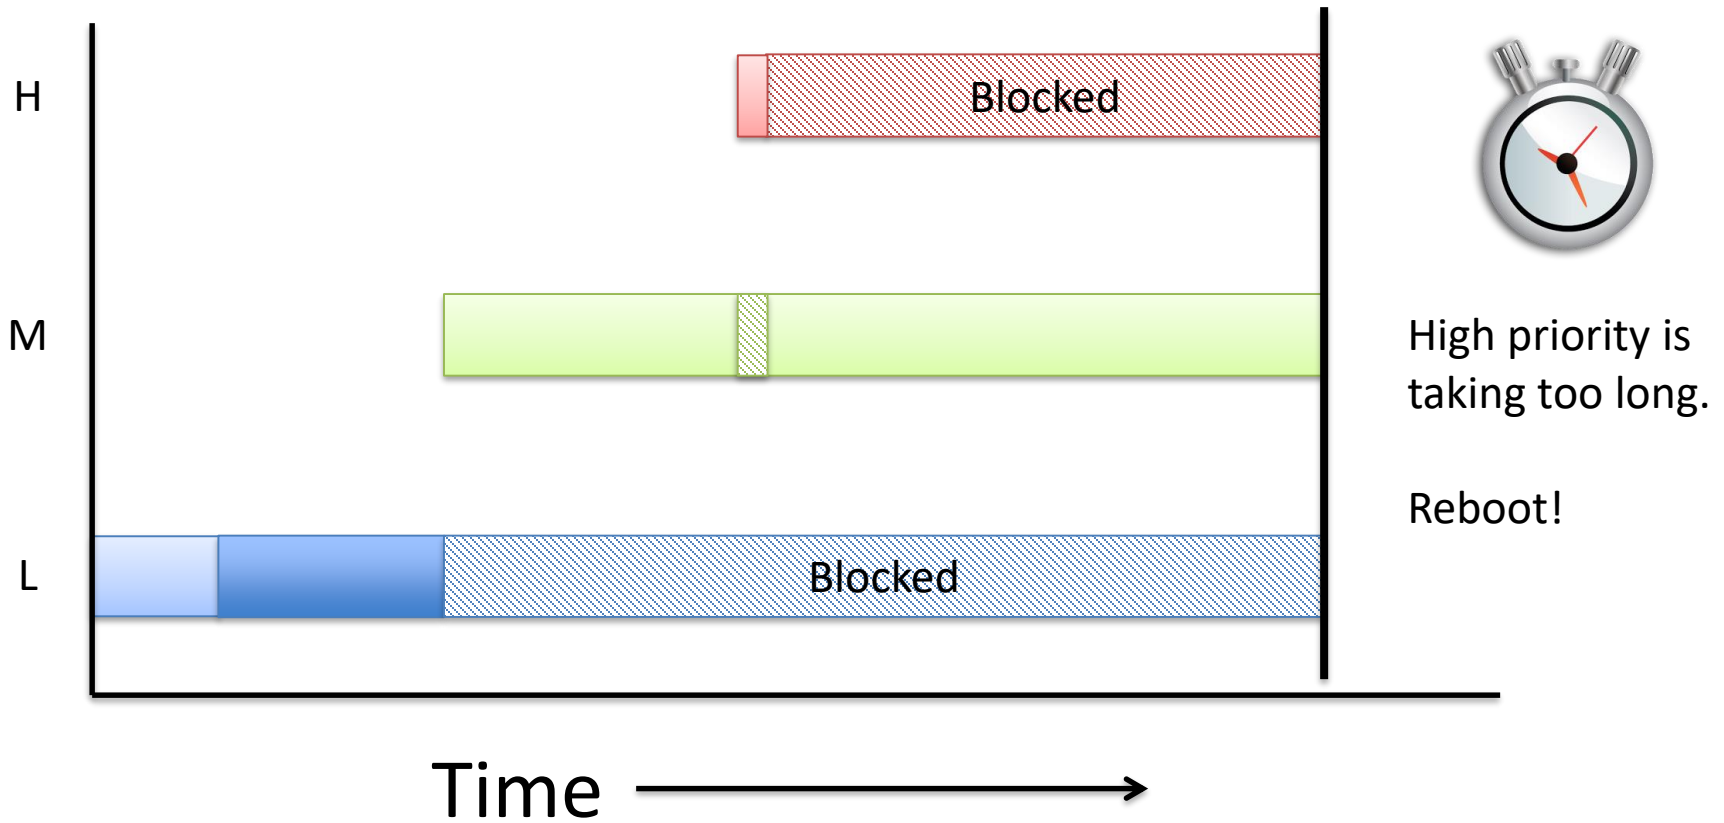 H
Blocked
M
High priority is
taking too long.
Reboot!
L
Blocked
Time